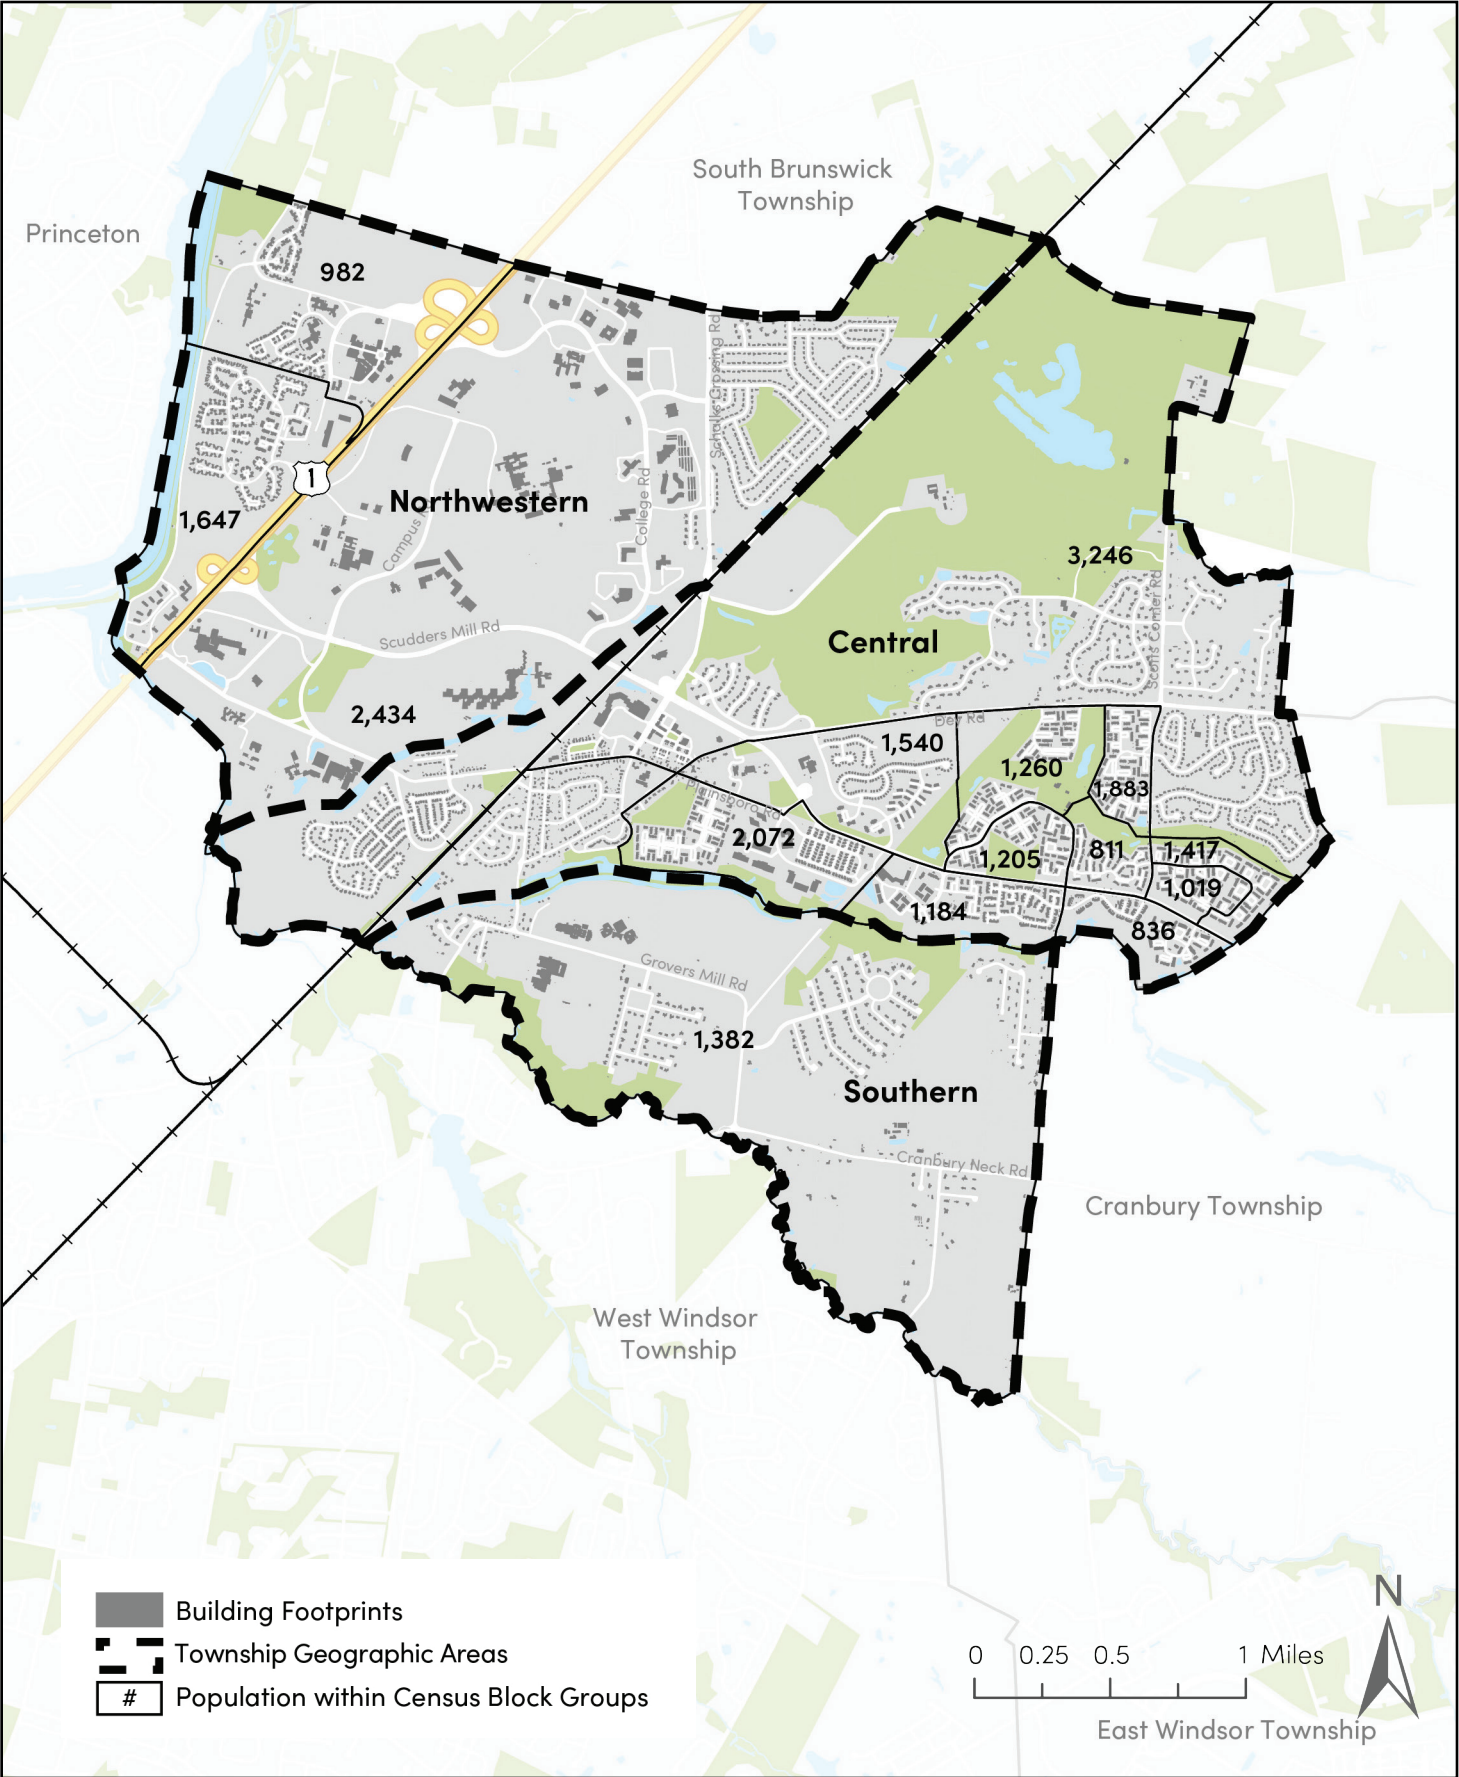 South Brunswick
Township
Princeton
982
Schalks Crossing Rd
1
Northwestern
College Rd
1,647
Campus
3,246
Scotts Corner Rd
Scudders Mill Rd
Central
2,434
Dey Rd
1,540
1,260
1,883
Plainsboro Rd
2,072
1,205
811
1,417
1,019
1,184
836
Grovers Mill Rd
1,382
Southern
Cranbury Neck Rd
Cranbury Township
West Windsor
Township
Building Footprints
Township Geographic Areas
# Population within Census Block Groups
N
0 0.25 0.5 1 Miles
East Windsor Township